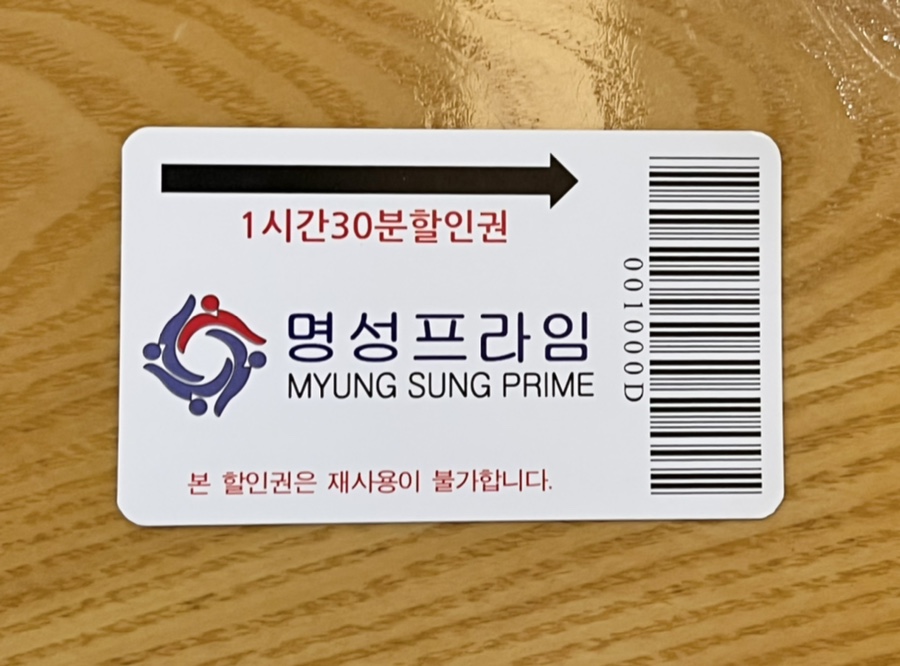 1시간30분할인권
명성프라임
MYUNG SUNG PRIME
본 할인권은 재사용이 불가합니다.
001000D